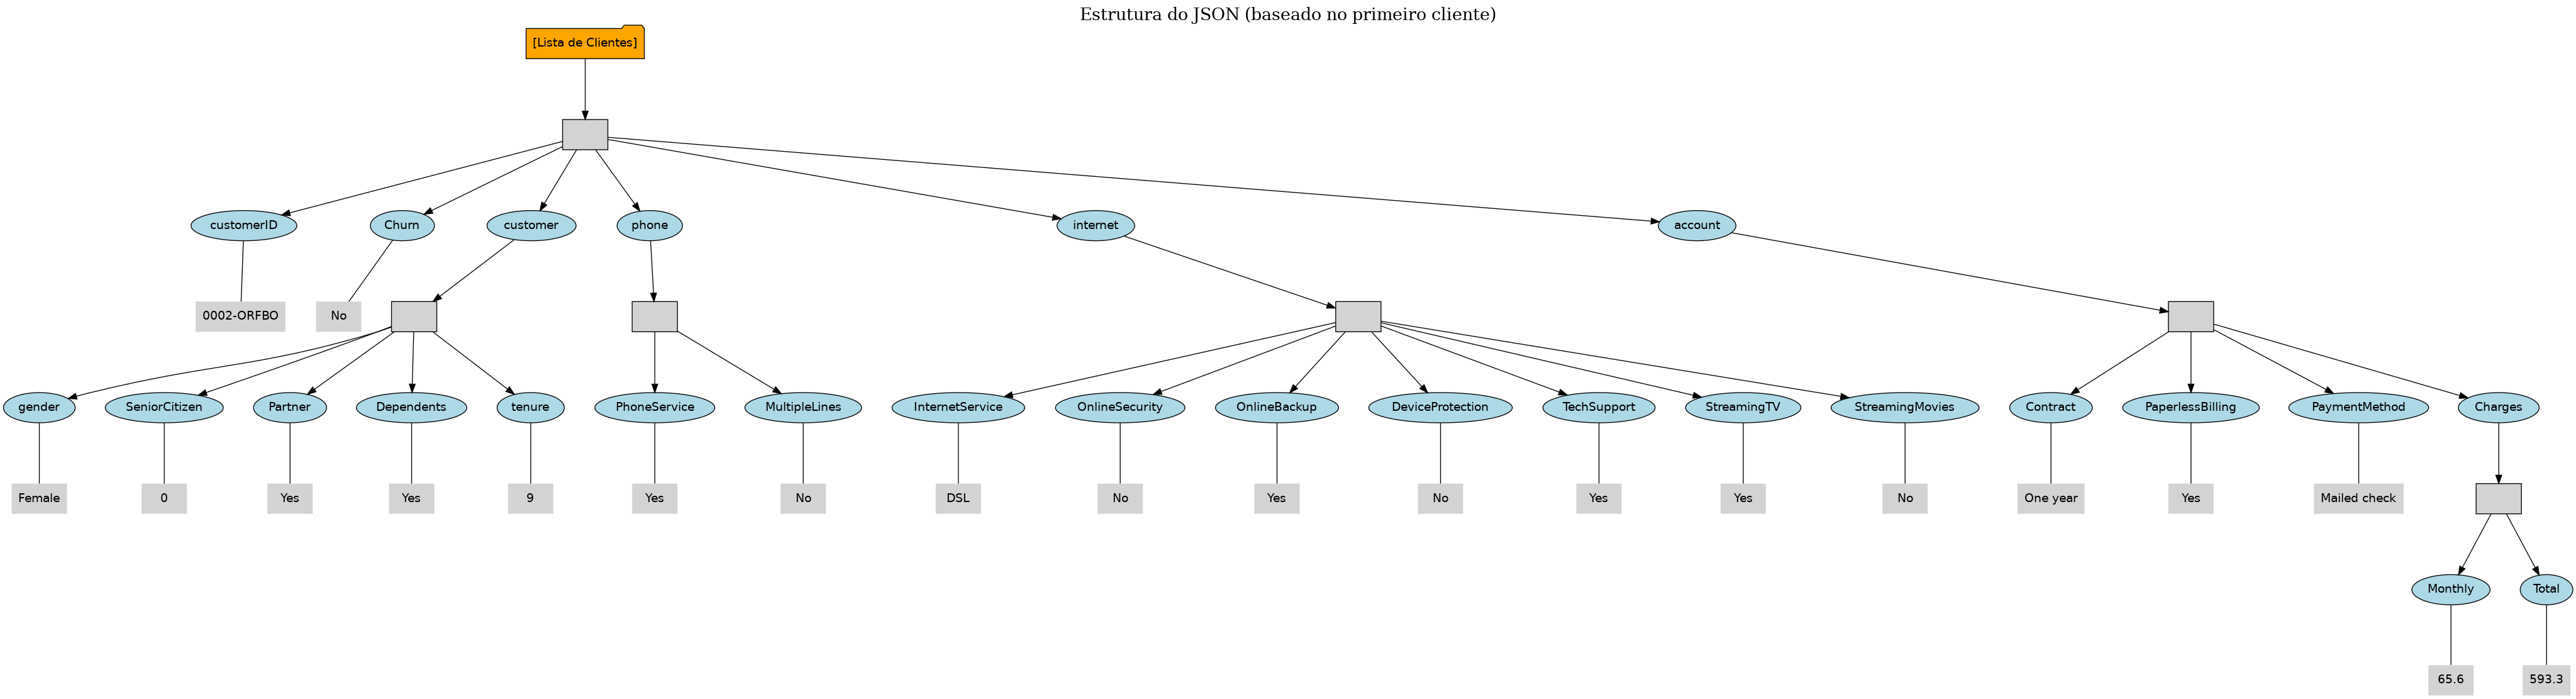 Estrutura do JSON (baseado no primeiro cliente)
[Lista de Clientes]
customerID
Churn
customer
phone
internet
account
0002-ORFBO
No
gender
SeniorCitizen
Partner
Dependents
tenure
PhoneService
MultipleLines
InternetService
OnlineSecurity
OnlineBackup
DeviceProtection
TechSupport
StreamingTV
StreamingMovies
Contract
PaperlessBilling
PaymentMethod
Charges
Female
0
Yes
Yes
9
Yes
No
DSL
No
Yes
No
Yes
Yes
No
One year
Yes
Mailed check
Monthly
Total
65.6
593.3